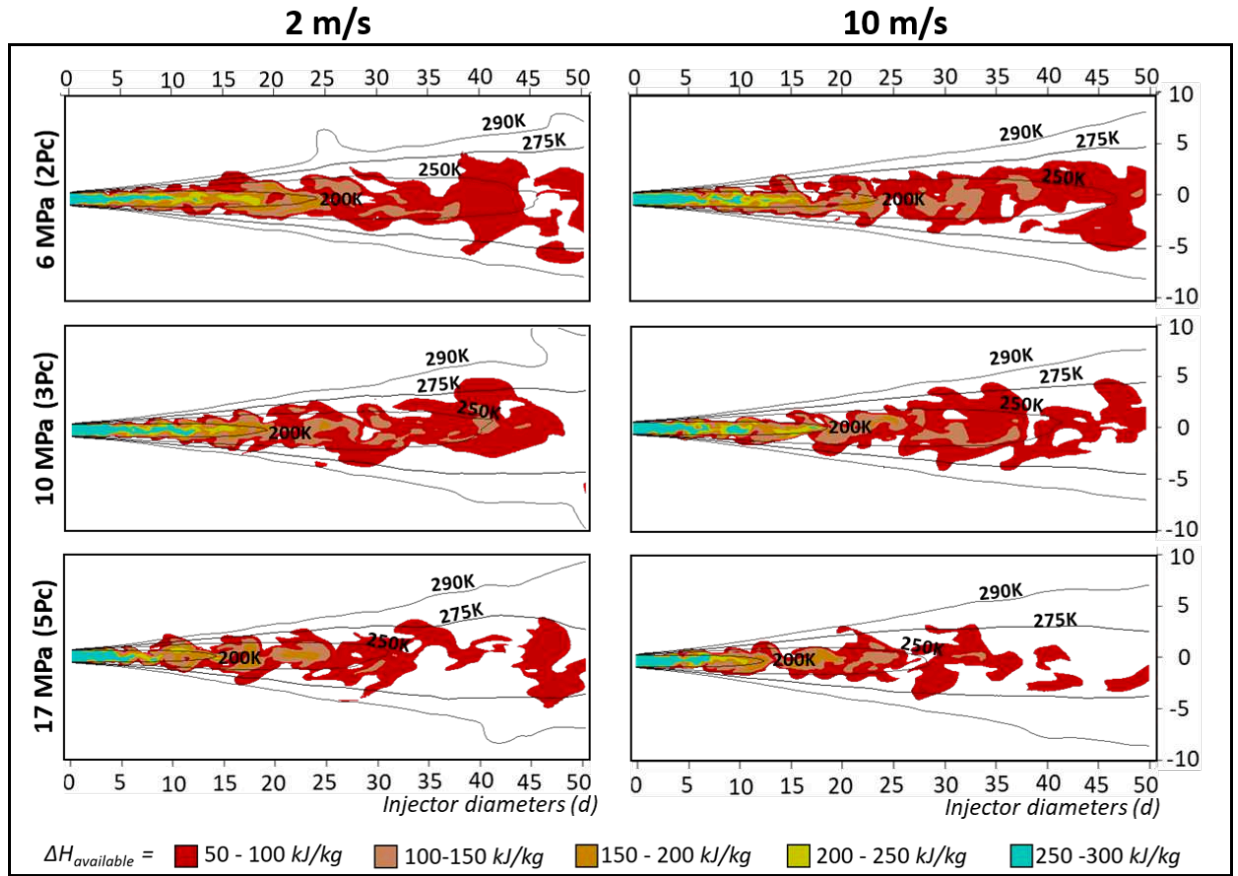 2 m/s 10 m/s
0 5 10 15 20 25 30 35 40 45 50 0 5 10 15 20 25 30 35 40 45 50
6 MPa (2Pc)
290K
275K
250K
200K
290K
275K
250K
200K
10
5
0
-5
-10
10 MPa (3Pc)
290K
275K
250K
200K
290K
275K
250K
200K
10
5
0
-5
-10
17 MPa (5Pc)
290K
275K
250K
200K
290K
275K
250K
200K
10
5
0
-5
-10
0 5 10 15 20 25 30 35 40 45 50 0 5 10 15 20 25 30 35 40 45 50
Injector diameters (d) Injector diameters (d)
ΔHavailable = 50 - 100 kJ/kg 100-150 kJ/kg 150 - 200 kJ/kg 200 - 250 kJ/kg 250 -300 kJ/kg